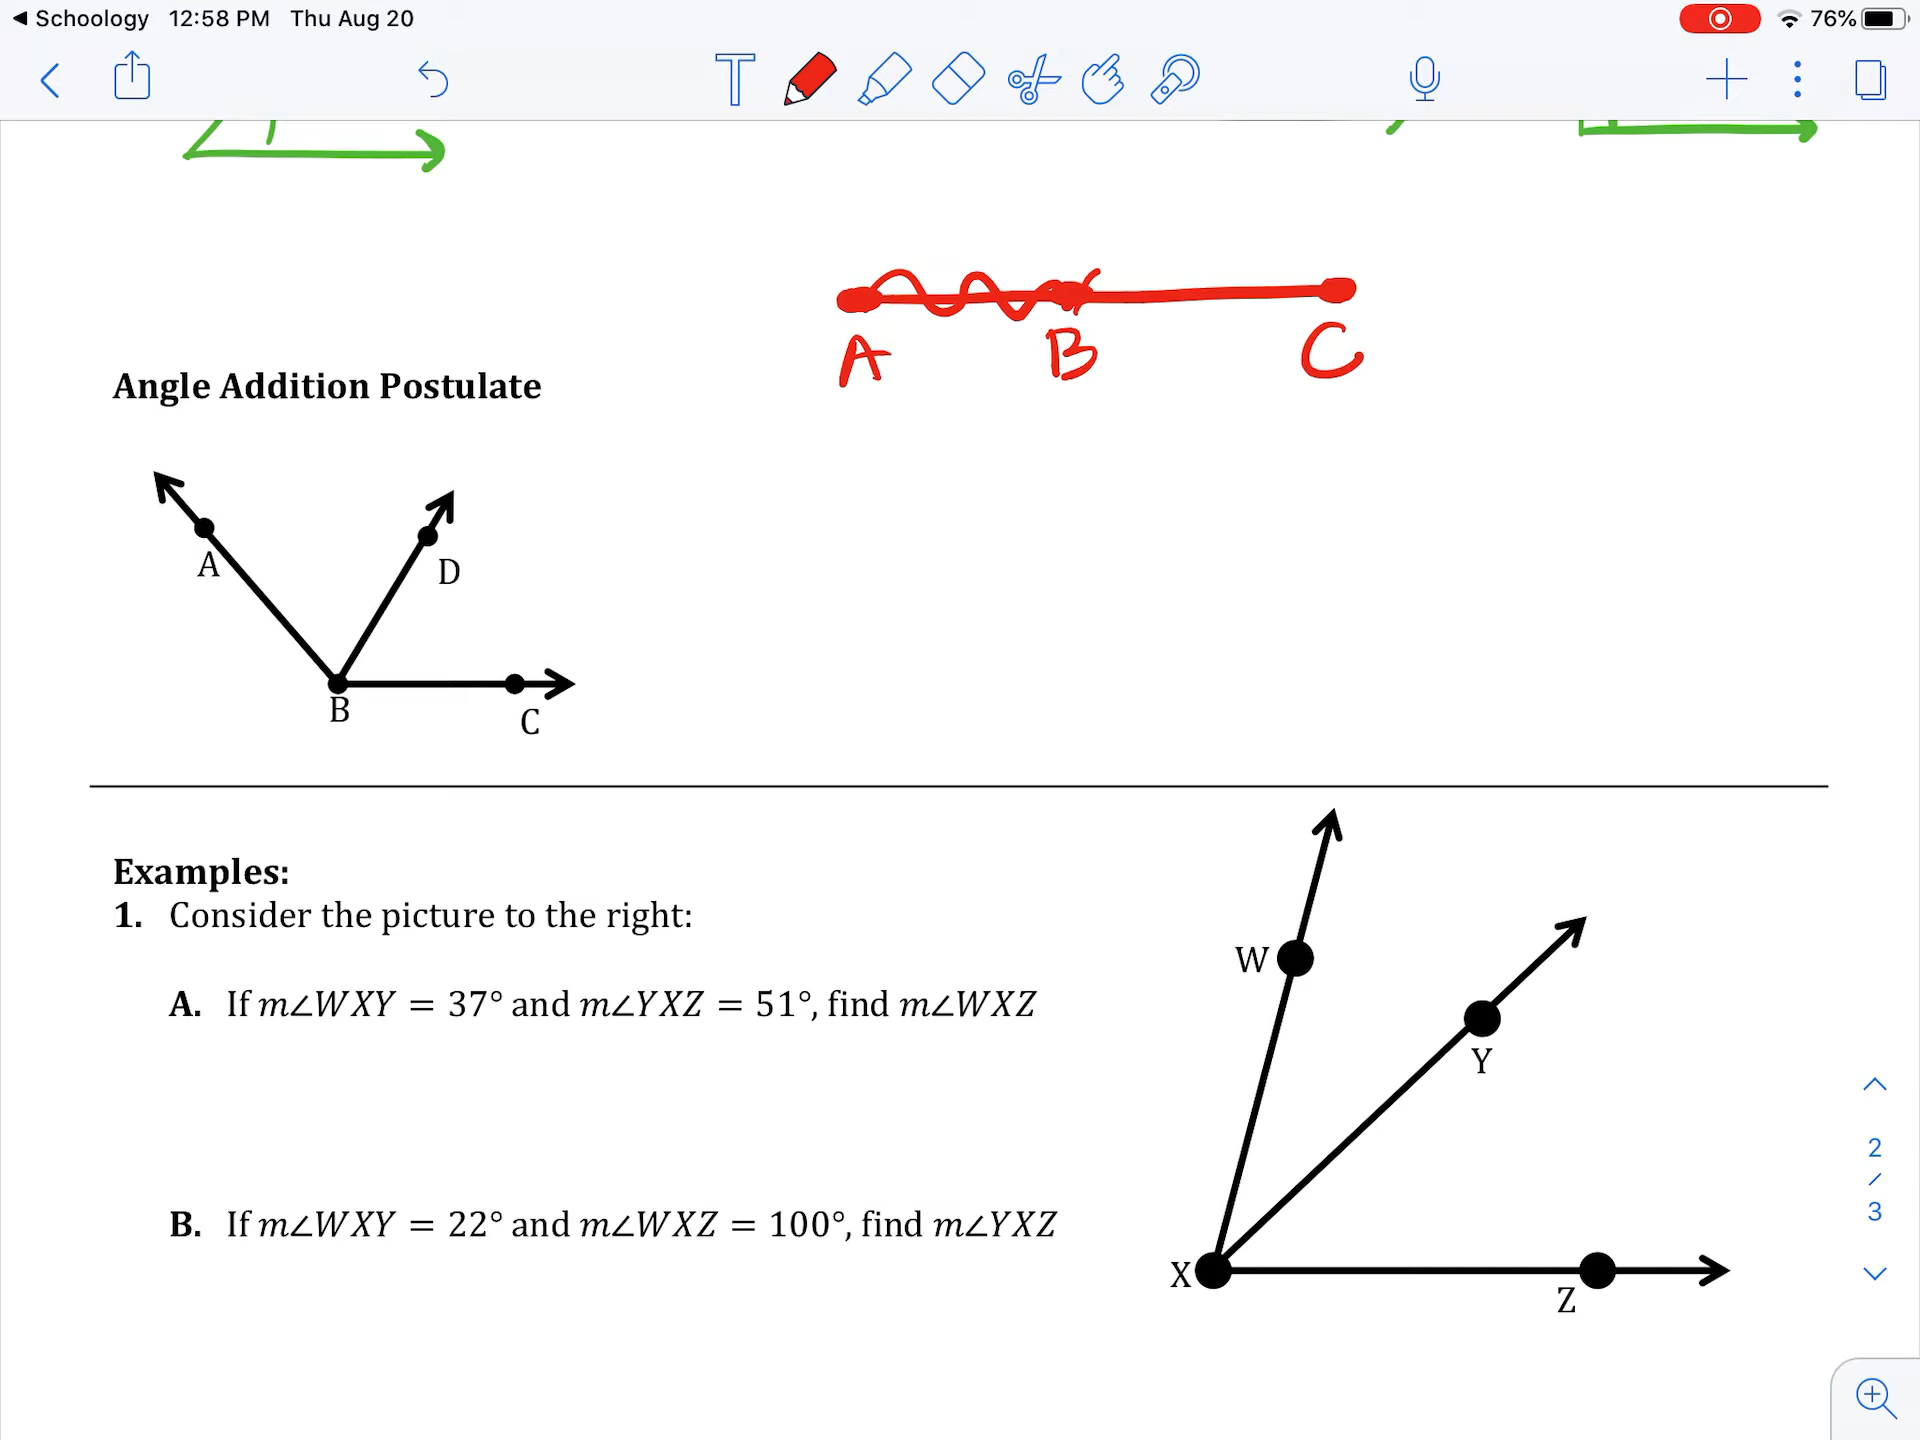 Schoology 12:58 PM Thu Aug 20
76%
T
A B C
Angle Addition Postulate
A
D
B
C
Examples:
1. Consider the picture to the right:
W
A. If m∠WXY = 37° and m∠YXZ = 51°, find m∠WXZ
Y
2
/
3
B. If m∠WXY = 22° and m∠WXZ = 100°, find m∠YXZ
X
Z